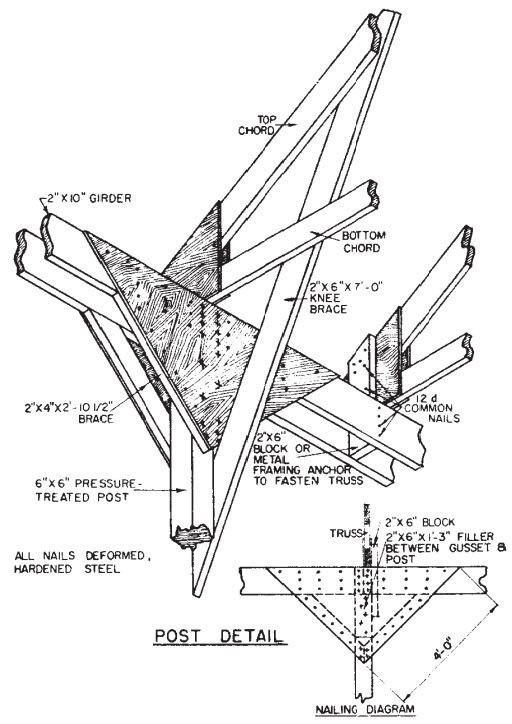 TOP
CHORD
2"X10" GIRDER
BOTTOM
CHORD
2"X6"X7'-0"
KNEE
BRACE
12 d
COMMON
NAILS
2"X4"X2'-10 1/2"
BRACE
2"X6"
BLOCK OR
METAL
FRAMING ANCHOR
TO FASTEN TRUSS
6"X6" PRESSURE-
TREATED POST
ALL NAILS DEFORMED,
HARDENED STEEL
TRUSS
2"X6" BLOCK
2"X6"X1'-3" FILLER
BETWEEN GUSSET &
POST
4'-0"
POST DETAIL
NAILING DIAGRAM